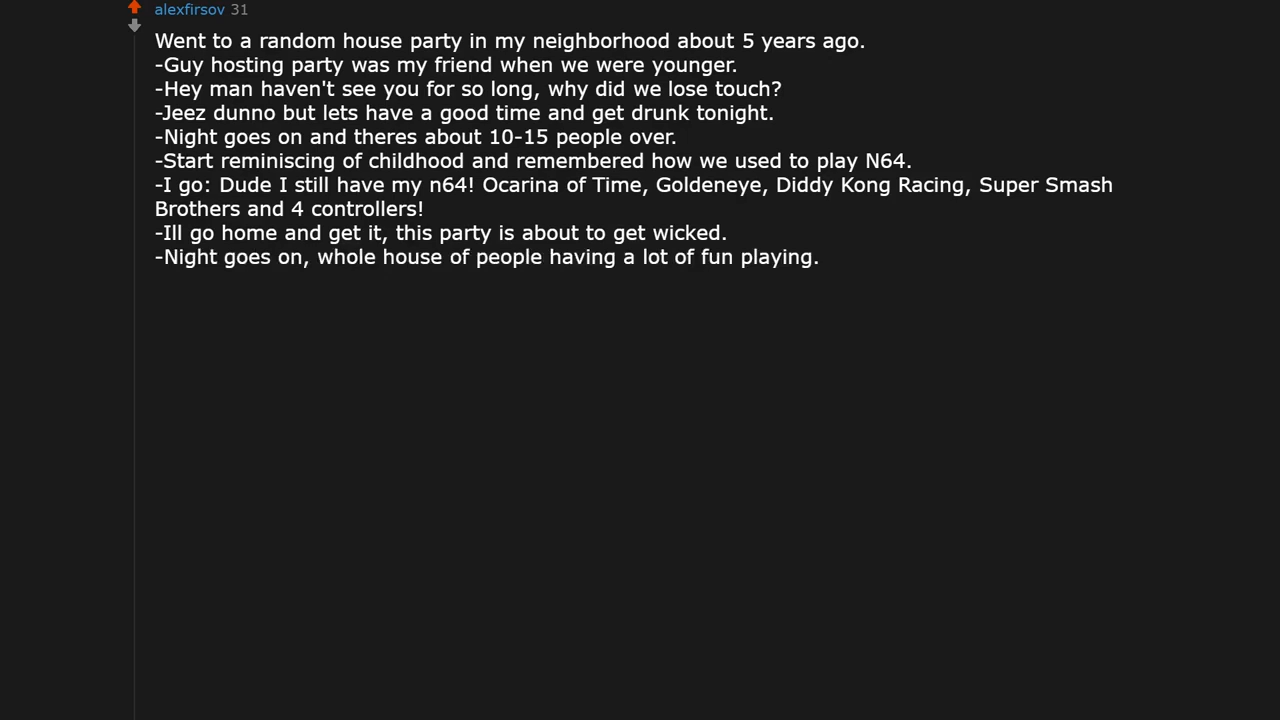 alexfirsov 31
Went to a random house party in my neighborhood about 5 years ago.
-Guy hosting party was my friend when we were younger.
-Hey man haven't see you for so long, why did we lose touch?
-Jeez dunno but lets have a good time and get drunk tonight.
-Night goes on and theres about 10-15 people over.
-Start reminiscing of childhood and remembered how we used to play N64.
-I go: Dude I still have my n64! Ocarina of Time, Goldeneye, Diddy Kong Racing, Super Smash
Brothers and 4 controllers!
-Ill go home and get it, this party is about to get wicked.
-Night goes on, whole house of people having a lot of fun playing.